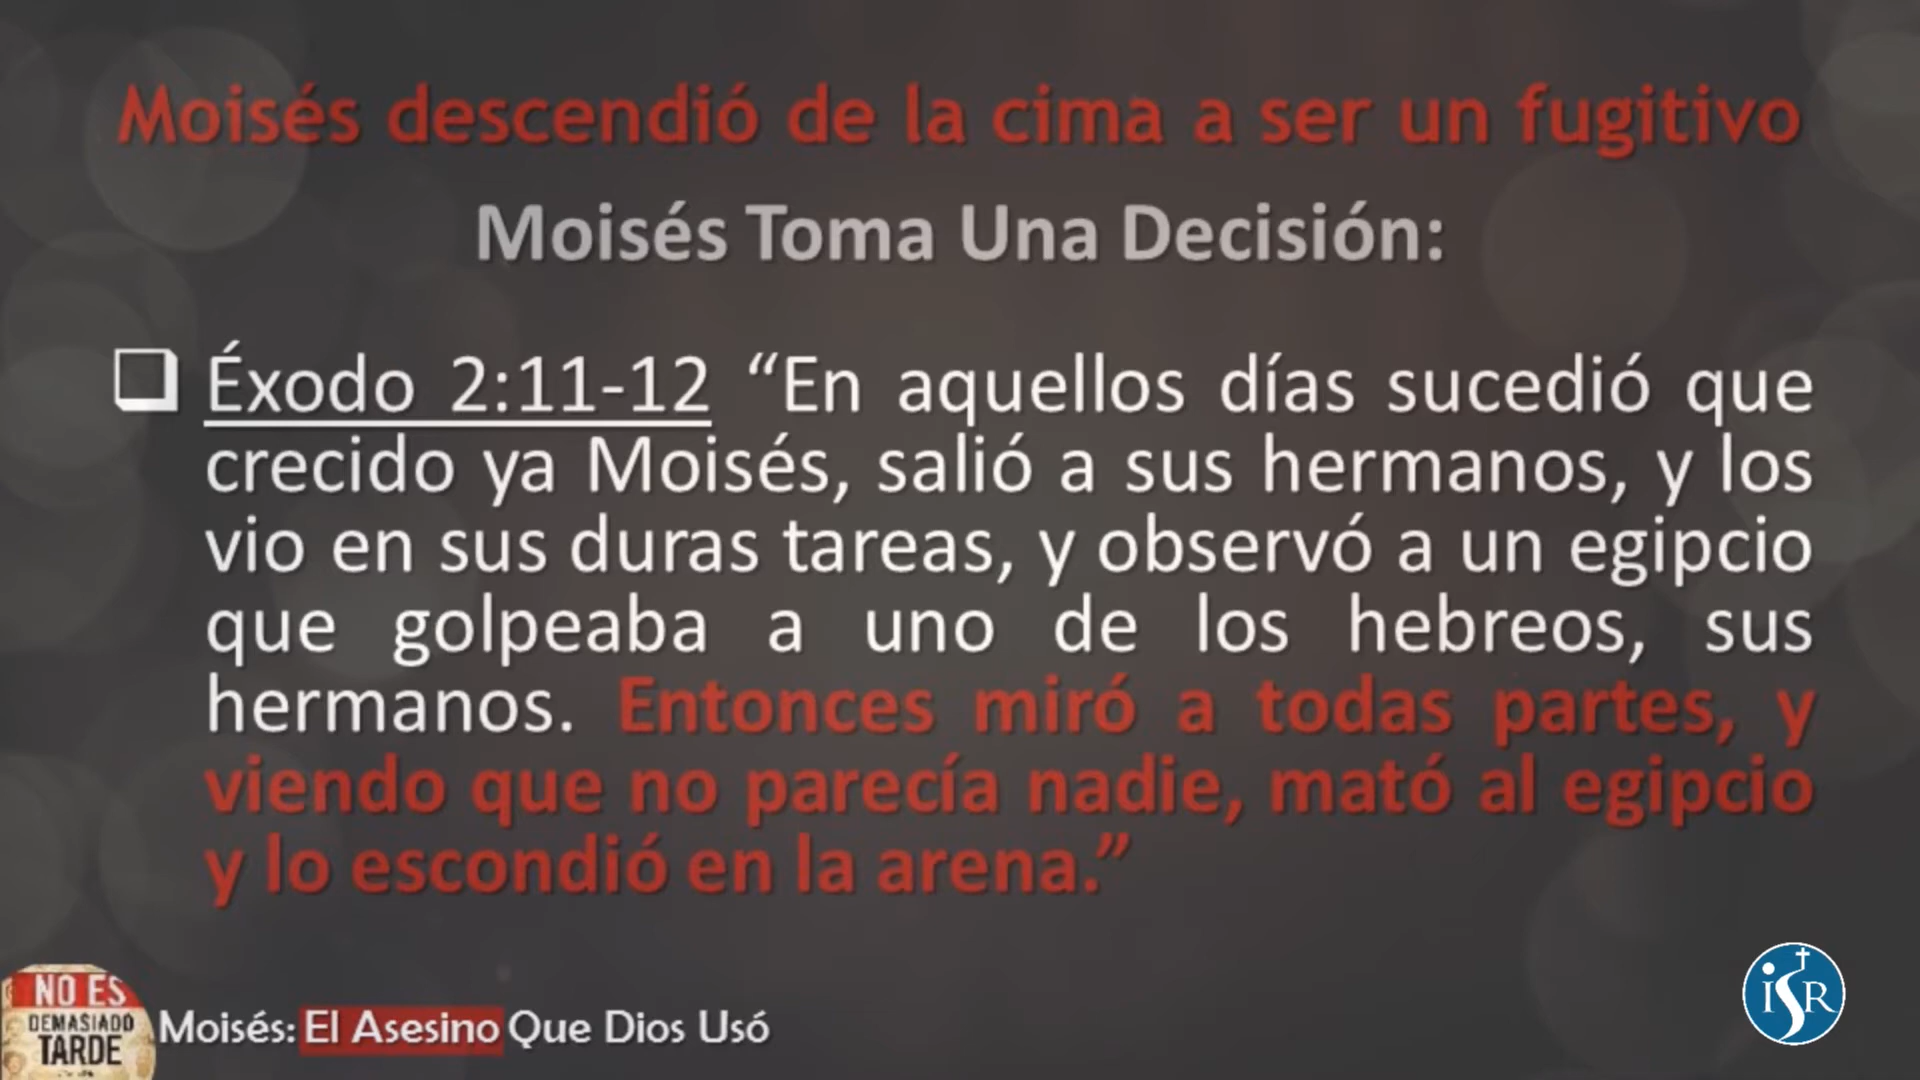 Moisés descendió de la cima a ser un fugitivo
Moisés Toma Una Decisión:
Éxodo 2:11-12 “En aquellos días sucedió que
crecido ya Moisés, salió a sus hermanos, y los
vio en sus duras tareas, y observó a un egipcio
que golpeaba a uno de los hebreos, sus
hermanos. Entonces miró a todas partes, y
viendo que no parecía nadie, mató al egipcio
y lo escondió en la arena.”
NO ES
DEMASIADO
TARDE
Moisés: El Asesino Que Dios Usó
iSR